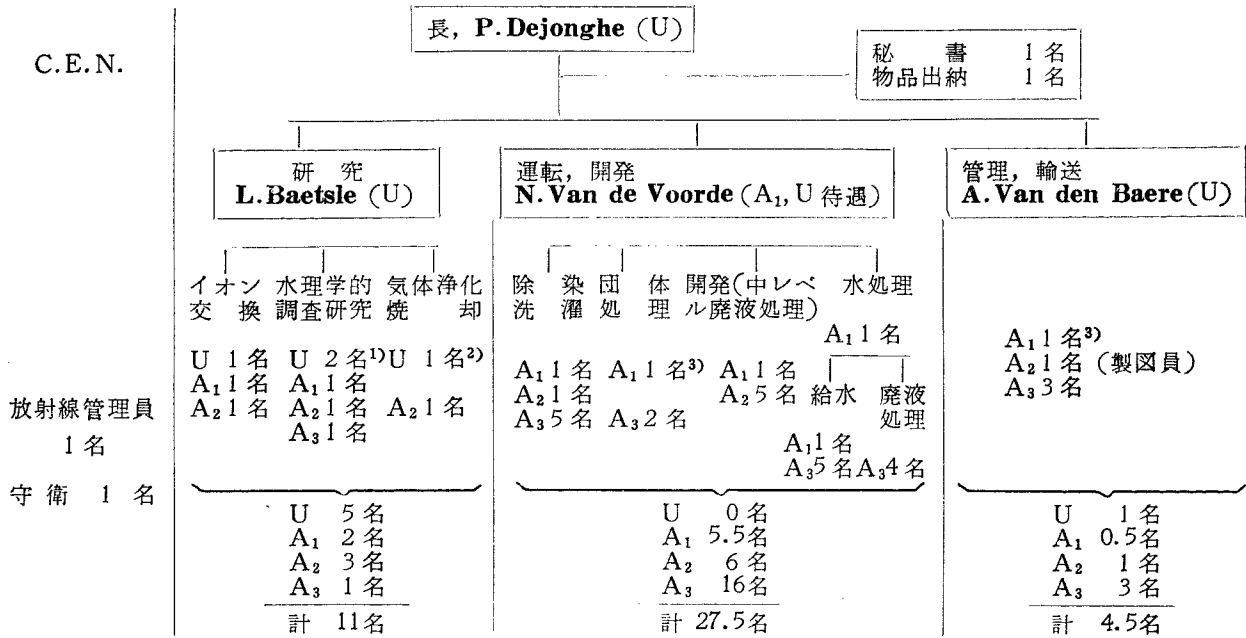 長, P.Dejonghe (U)
C.E.N.
秘書 1名
物品出納 1名
研究
L.Baetsle (U)
運転, 開発
N.Van de Voorde (A₁, U 待遇)
管理, 輸送
A.Van den Baere (U)
イオン 水理学的 気体浄化
交換 調査研究 焼却
U 1名 U 2名¹⁾ U 1名²⁾
A₁ 1名 A₁ 1名
A₂ 1名 A₂ 1名 A₂ 1名
A₃ 1名
除染 団体 開発(中レベ 水処理
洗濯 処理 ル廃液処理)
A₁ 1名
A₁ 1名 A₁ 1名³⁾ A₁ 1名
A₂ 1名 A₂ 5名 給水 廃液
A₃ 5名 A₃ 2名 処理
A₁ 1名
A₃ 5名 A₃ 4名
A₁ 1名³⁾
A₂ 1名 (製図員)
A₃ 3名
放射線管理員
1名
守衛 1名
U 5名
A₁ 2名
A₂ 3名
A₃ 1名
計 11名
U 0名
A₁ 5.5名
A₂ 6名
A₃ 16名
計 27.5名
U 1名
A₁ 0.5名
A₂ 1名
A₃ 3名
計 4.5名